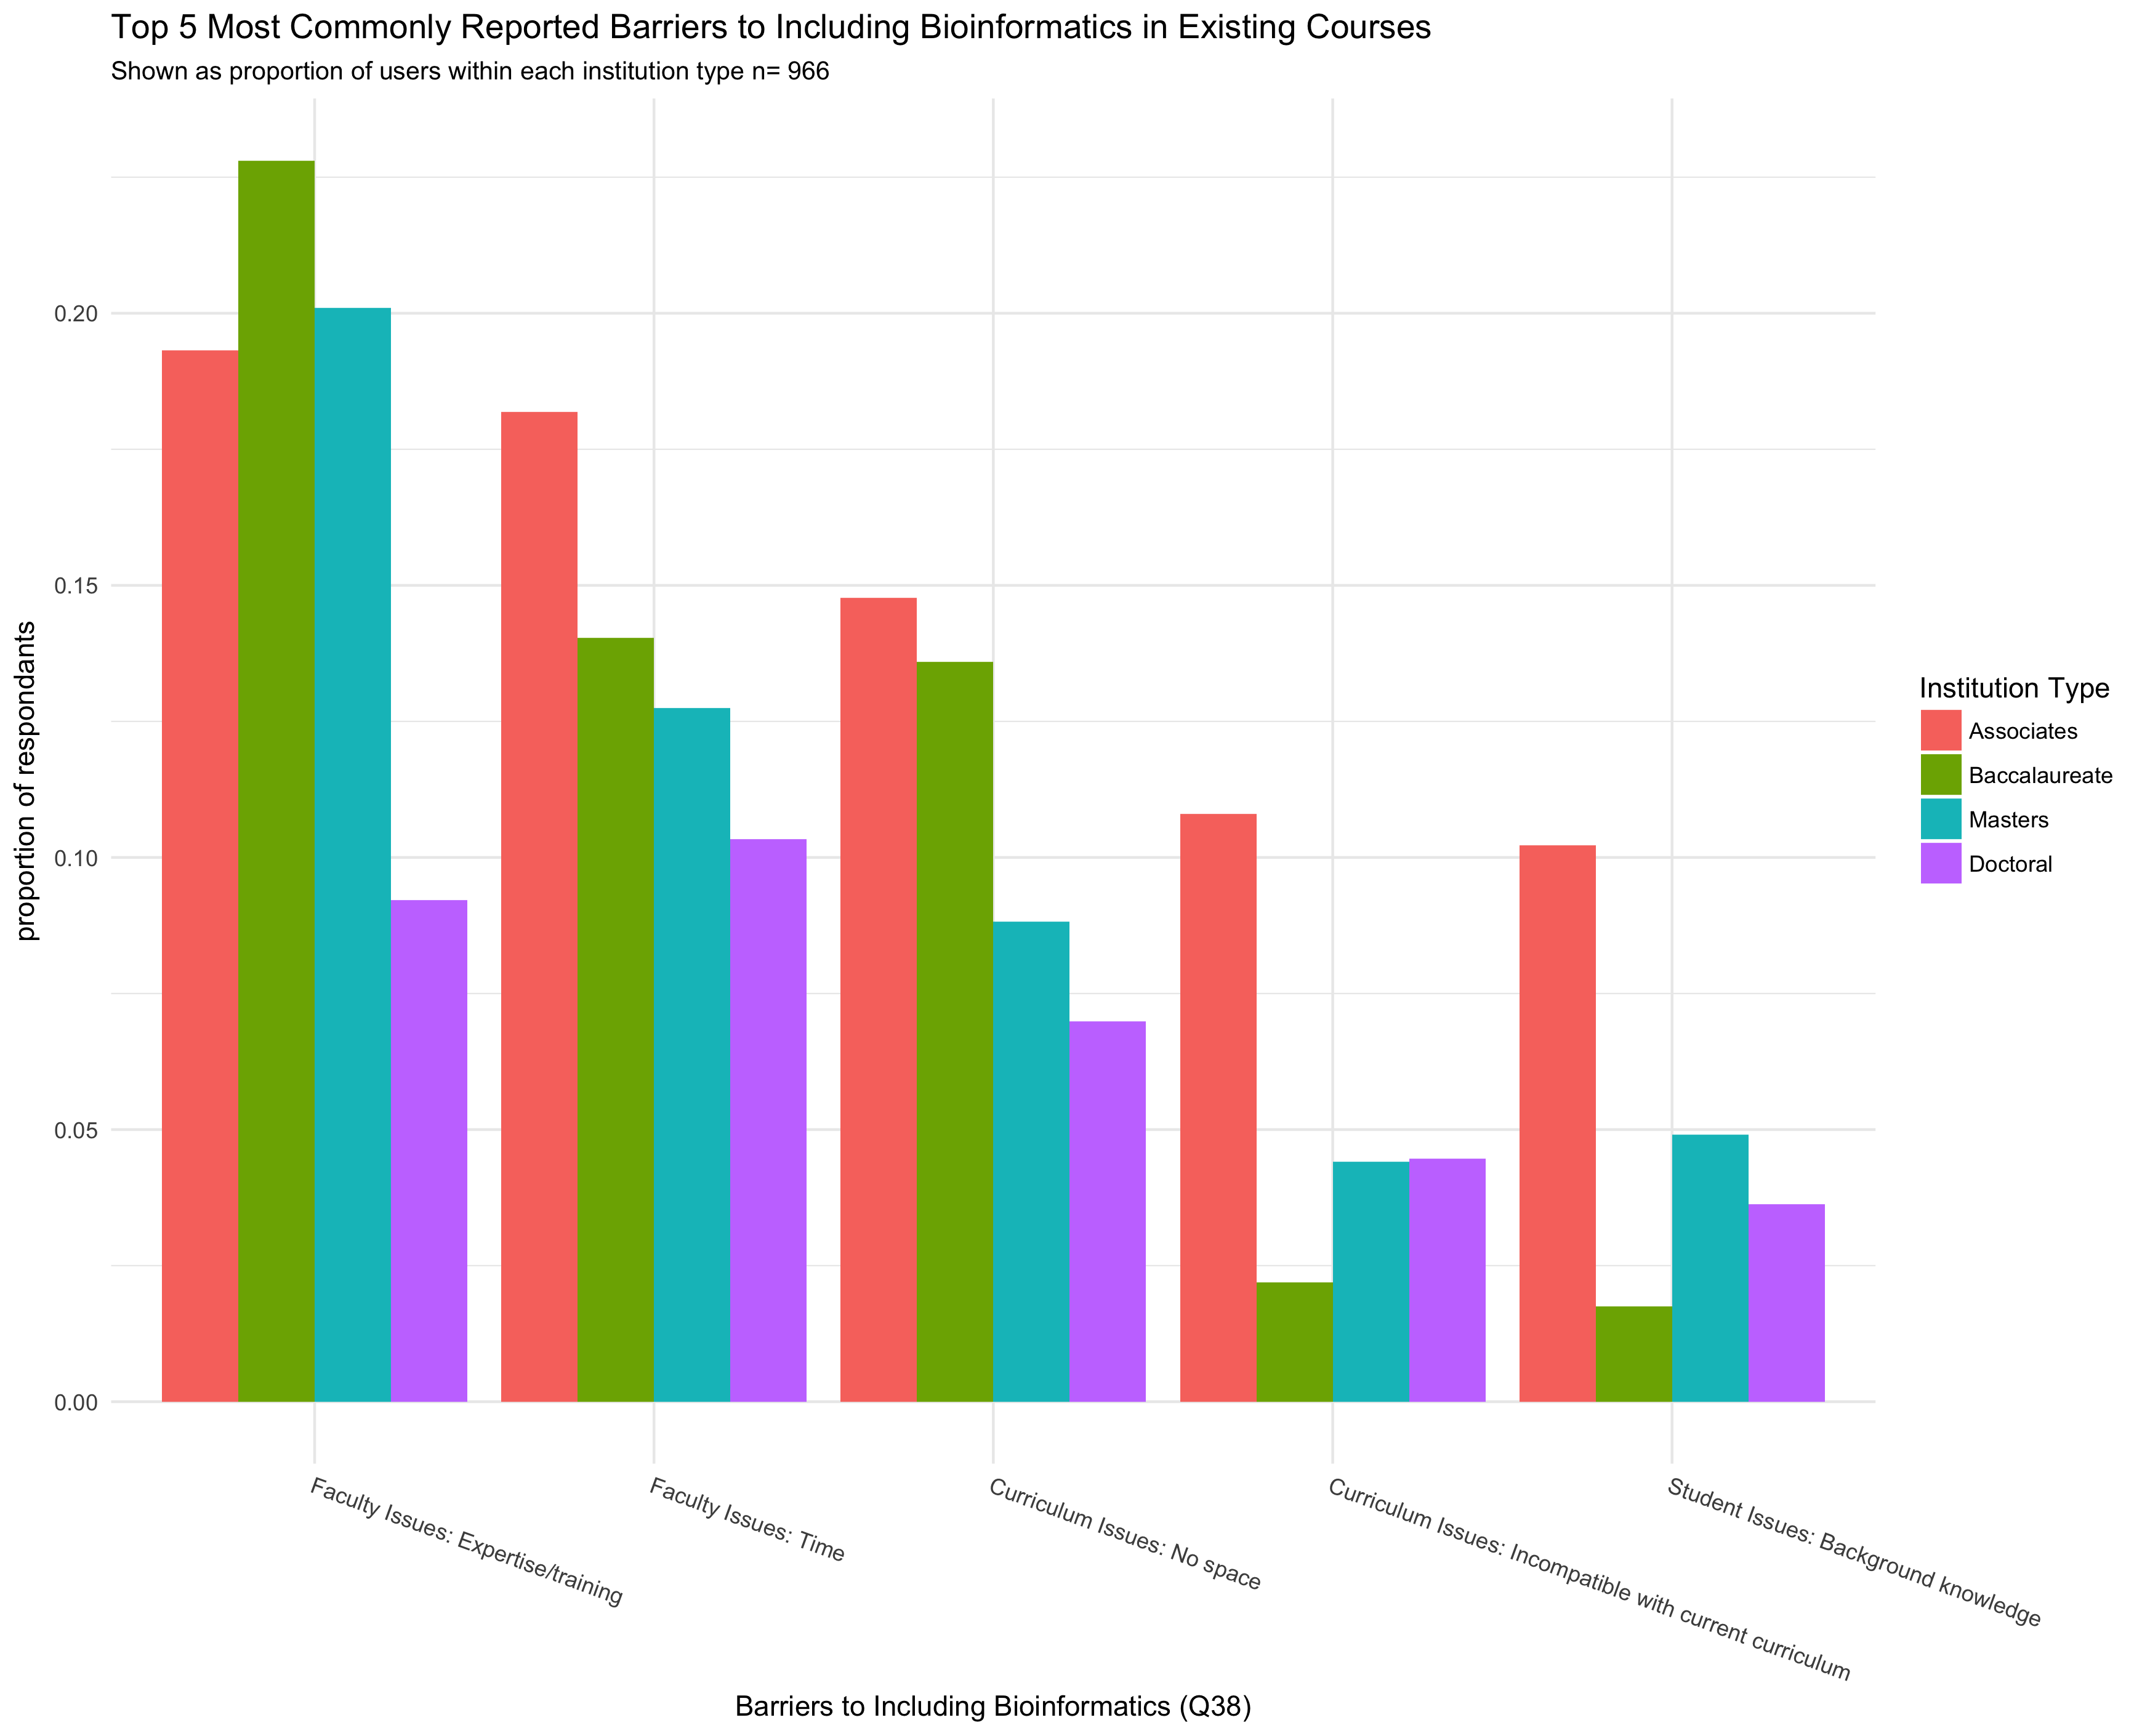 Top 5 Most Commonly Reported Barriers to Including Bioinformatics in Existing Courses
Shown as proportion of users within each institution type n= 966
proportion of respondants
0.20
0.15
0.10
0.05
0.00
Faculty Issues: Expertise/training
Faculty Issues: Time
Curriculum Issues: No space
Curriculum Issues: Incompatible with current curriculum
Student Issues: Background knowledge
Barriers to Including Bioinformatics (Q38)
Institution Type
Associates
Baccalaureate
Masters
Doctoral